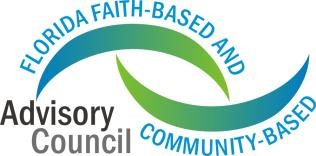 FLORIDA FAITH-BASED AND
COMMUNITY-BASED
Advisory
Council